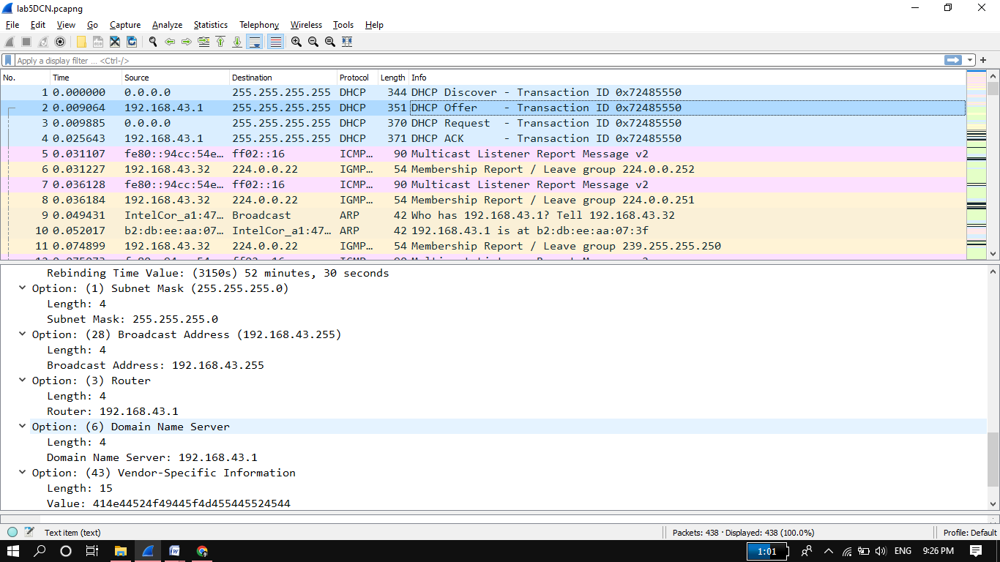 lab5DCN.pcapng
File Edit View Go Capture Analyze Statistics Telephony Wireless Tools Help
Apply a display filter ... <Ctrl-/>
No. Time Source Destination Protocol Length Info
1 0.000000 0.0.0.0 255.255.255.255 DHCP 344 DHCP Discover - Transaction ID 0x72485550
2 0.009064 192.168.43.1 255.255.255.255 DHCP 351 DHCP Offer - Transaction ID 0x72485550
3 0.009885 0.0.0.0 255.255.255.255 DHCP 370 DHCP Request - Transaction ID 0x72485550
4 0.025643 192.168.43.1 255.255.255.255 DHCP 371 DHCP ACK - Transaction ID 0x72485550
5 0.031107 fe80::94cc:54e… ff02::16 ICMP… 90 Multicast Listener Report Message v2
6 0.031227 192.168.43.32 224.0.0.22 IGMP… 54 Membership Report / Leave group 224.0.0.252
7 0.036128 fe80::94cc:54e… ff02::16 ICMP… 90 Multicast Listener Report Message v2
8 0.036184 192.168.43.32 224.0.0.22 IGMP… 54 Membership Report / Leave group 224.0.0.251
9 0.049431 IntelCor_a1:47… Broadcast ARP 42 Who has 192.168.43.1? Tell 192.168.43.32
10 0.052017 b2:db:ee:aa:07… IntelCor_a1:47… ARP 42 192.168.43.1 is at b2:db:ee:aa:07:3f
11 0.074899 192.168.43.32 224.0.0.22 IGMP… 54 Membership Report / Leave group 239.255.255.250
Rebinding Time Value: (3150s) 52 minutes, 30 seconds
Option: (1) Subnet Mask (255.255.255.0)
Length: 4
Subnet Mask: 255.255.255.0
Option: (28) Broadcast Address (192.168.43.255)
Length: 4
Broadcast Address: 192.168.43.255
Option: (3) Router
Length: 4
Router: 192.168.43.1
Option: (6) Domain Name Server
Length: 4
Domain Name Server: 192.168.43.1
Option: (43) Vendor-Specific Information
Length: 15
Value: 414e44524f49445f4d455445524544
Text item (text) Packets: 438 · Displayed: 438 (100.0%) Profile: Default
1:01 ENG 9:26 PM